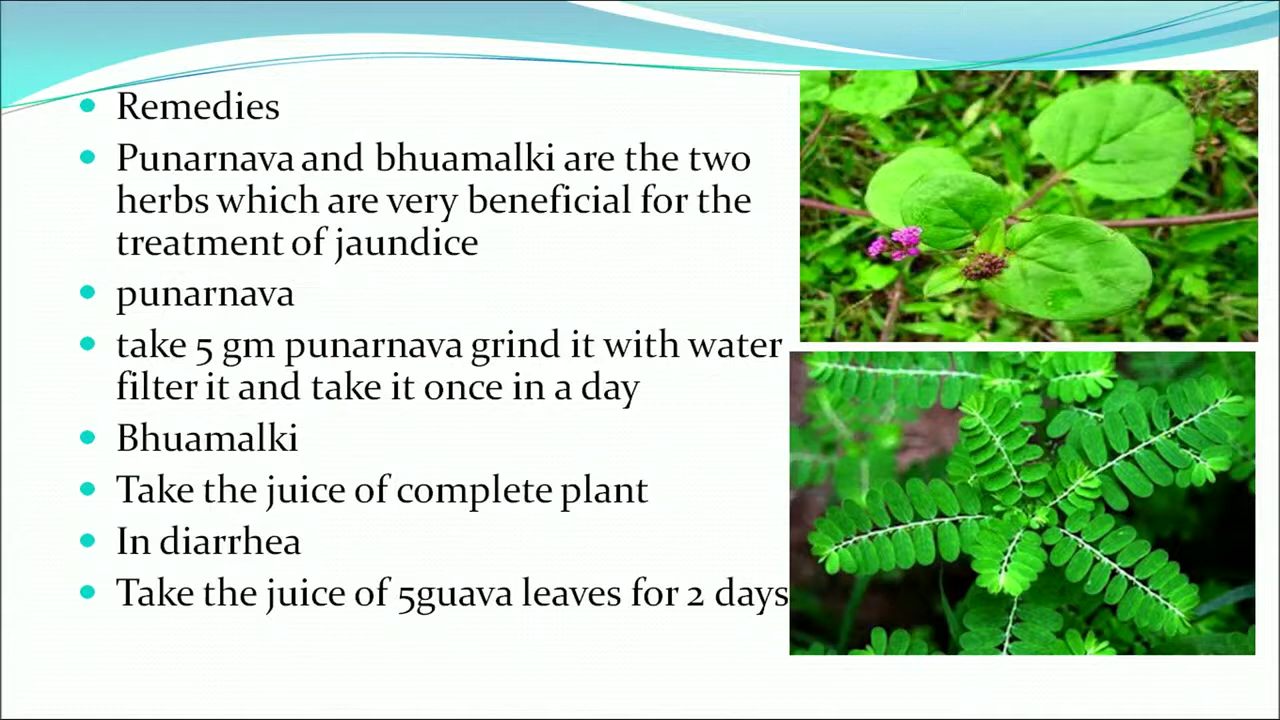 Remedies
Punarnava and bhuamalki are the two
herbs which are very beneficial for the
treatment of jaundice
punarnava
take 5 gm punarnava grind it with water
filter it and take it once in a day
Bhuamalki
Take the juice of complete plant
In diarrhea
Take the juice of 5guava leaves for 2 days